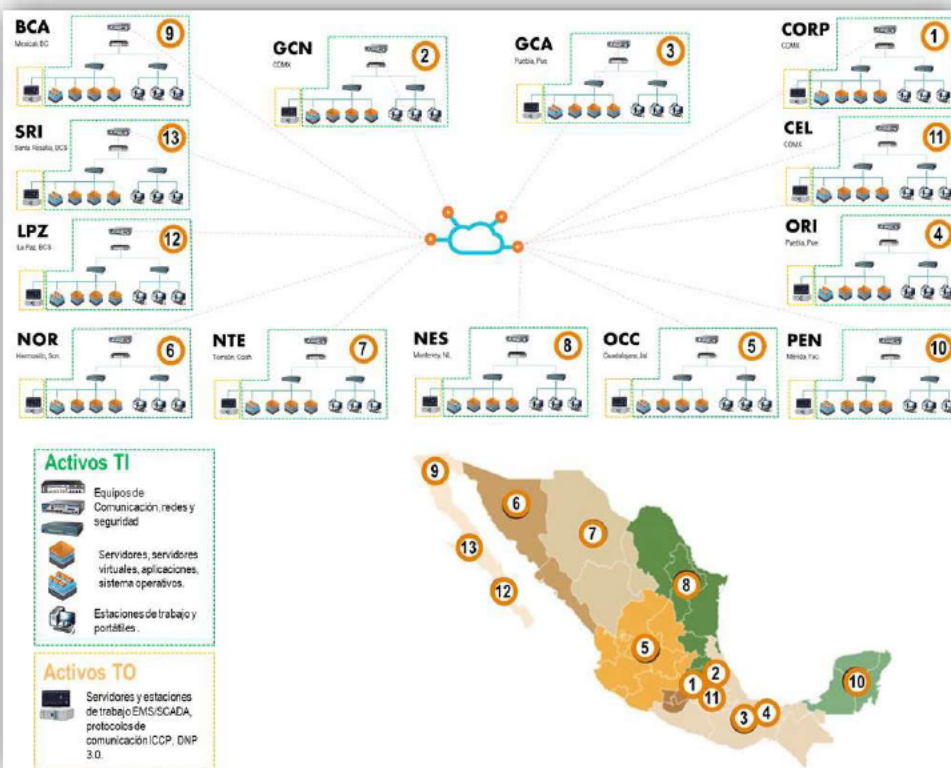 BCA
Mexicali, BC
9
GCN
CDMX
2
GCA
Puebla, Pue
3
CORP
CDMX
1
SRI
Santa Rosalía, BCS
13
CEL
CDMX
11
LPZ
La Paz, BCS
12
ORI
Puebla, Pue
4
NOR
Hermosillo, Son.
6
NTE
Torreón, Coah
7
NES
Monterrey, NL
8
OCC
Guadalajara, Jal
5
PEN
Mérida, Yuc
10
Activos TI
Equipos de
Comunicación, redes y
seguridad
Servidores, servidores
virtuales, aplicaciones,
sistema operativos.
Estaciones de trabajo y
portátiles.
Activos TO
Servidores y estaciones
de trabajo EMS/SCADA,
protocolos de
comunicación ICCP, DNP
3.0.
9
6
7
13
12
8
5
2
1
11
10
3
4